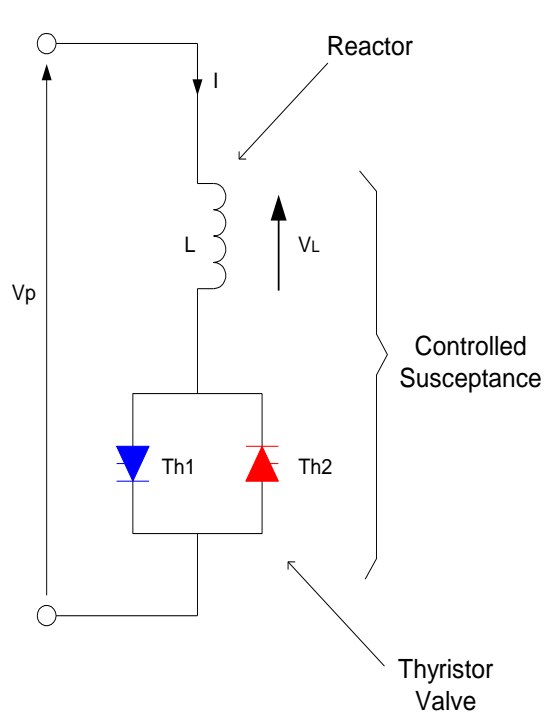 Reactor
I
L
VL
Vp
Controlled
Susceptance
Th1
Th2
Thyristor
Valve